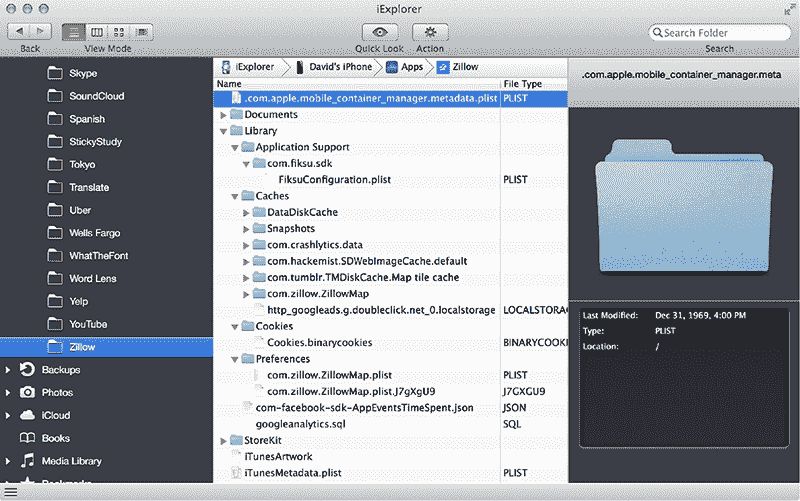 iExplorer
Back
View Mode
Quick Look
Action
Search Folder
Search
Skype
SoundCloud
Spanish
StickyStudy
Tokyo
Translate
Uber
Wells Fargo
WhatTheFont
Word Lens
Yelp
YouTube
Zillow
Backups
Photos
iCloud
Books
Media Library
iExplorer David's iPhone Apps Zillow
Name File Type
.com.apple.mobile_container_manager.metadata.plist PLIST
Documents
Library
Application Support
com.fiksu.sdk
FiksuConfiguration.plist PLIST
Caches
DataDiskCache
Snapshots
com.crashlytics.data
com.hackemist.SDWebImageCache.default
com.tumblr.TMDiskCache.Map tile cache
com.zillow.ZillowMap
http_googleads.g.doubleclick.net_0.localstorage LOCALSTORA
Cookies
Cookies.binarycookies BINARYCOOK
Preferences
com.zillow.ZillowMap.plist PLIST
com.zillow.ZillowMap.plist.J7gXgU9 J7GXGU9
com-facebook-sdk-AppEventsTimeSpent.json JSON
googleanalytics.sql SQL
StoreKit
iTunesArtwork
iTunesMetadata.plist PLIST
.com.apple.mobile_container_manager.meta
Last Modified: Dec 31, 1969, 4:00 PM
Type: PLIST
Location: /